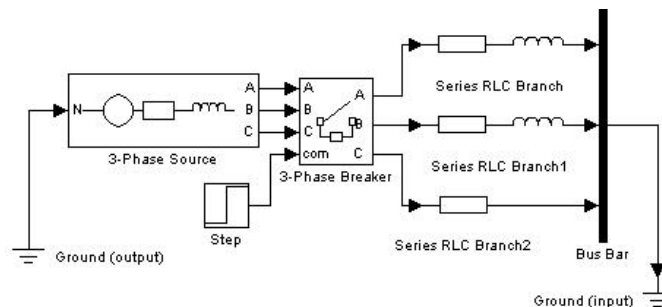 A
B
C
N
3-Phase Source
A
B
C
com
A
B
C
3-Phase Breaker
Series RLC Branch
Series RLC Branch1
Series RLC Branch2
Step
Bus Bar
Ground (output)
Ground (input)